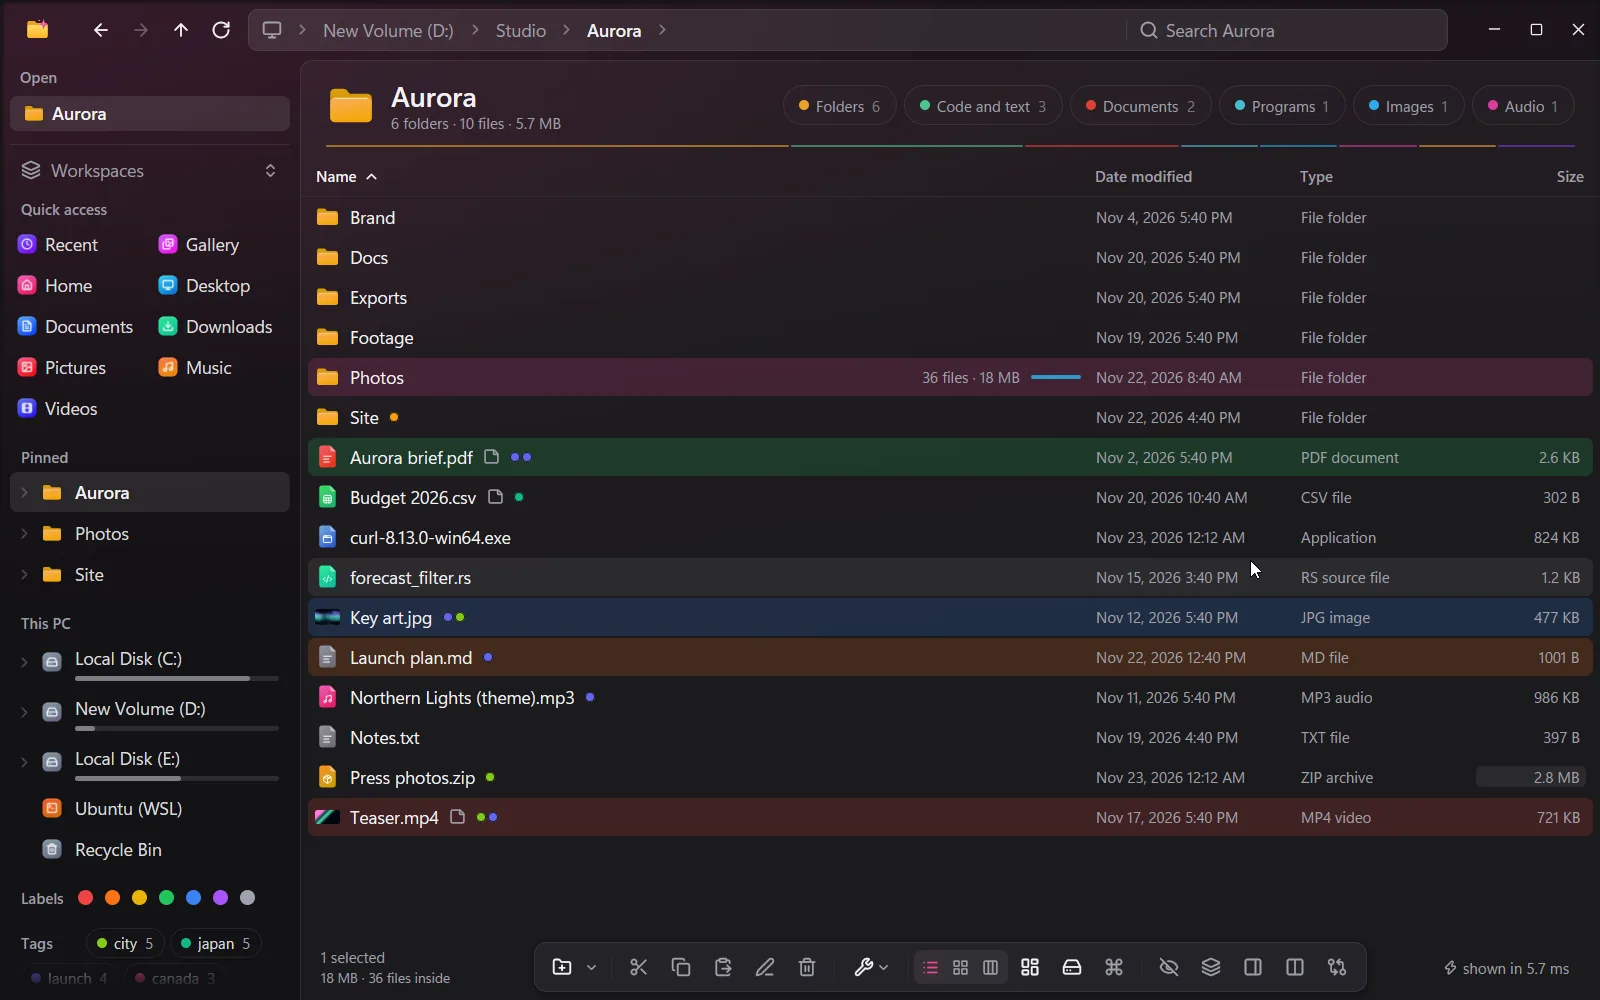 New Volume (D:) Studio Aurora
Search Aurora
Open
Aurora
Workspaces
Quick access
Recent Gallery
Home Desktop
Documents Downloads
Pictures Music
Videos
Pinned
Aurora
Photos
Site
This PC
Local Disk (C:)
New Volume (D:)
Local Disk (E:)
Ubuntu (WSL)
Recycle Bin
Labels
Tags city 5 japan 5
launch 4 canada 3
Aurora
6 folders · 10 files · 5.7 MB
Folders 6 Code and text 3 Documents 2 Programs 1 Images 1 Audio 1
Name Date modified Type Size
Brand Nov 4, 2026 5:40 PM File folder
Docs Nov 20, 2026 5:40 PM File folder
Exports Nov 20, 2026 5:40 PM File folder
Footage Nov 19, 2026 5:40 PM File folder
Photos 36 files · 18 MB Nov 22, 2026 8:40 AM File folder
Site Nov 22, 2026 4:40 PM File folder
Aurora brief.pdf Nov 2, 2026 5:40 PM PDF document 2.6 KB
Budget 2026.csv Nov 20, 2026 10:40 AM CSV file 302 B
curl-8.13.0-win64.exe Nov 23, 2026 12:12 AM Application 824 KB
forecast_filter.rs Nov 15, 2026 3:40 PM RS source file 1.2 KB
Key art.jpg Nov 12, 2026 5:40 PM JPG image 477 KB
Launch plan.md Nov 22, 2026 12:40 PM MD file 1001 B
Northern Lights (theme).mp3 Nov 11, 2026 5:40 PM MP3 audio 986 KB
Notes.txt Nov 19, 2026 4:40 PM TXT file 397 B
Press photos.zip Nov 23, 2026 12:12 AM ZIP archive 2.8 MB
Teaser.mp4 Nov 17, 2026 5:40 PM MP4 video 721 KB
1 selected
18 MB · 36 files inside
shown in 5.7 ms